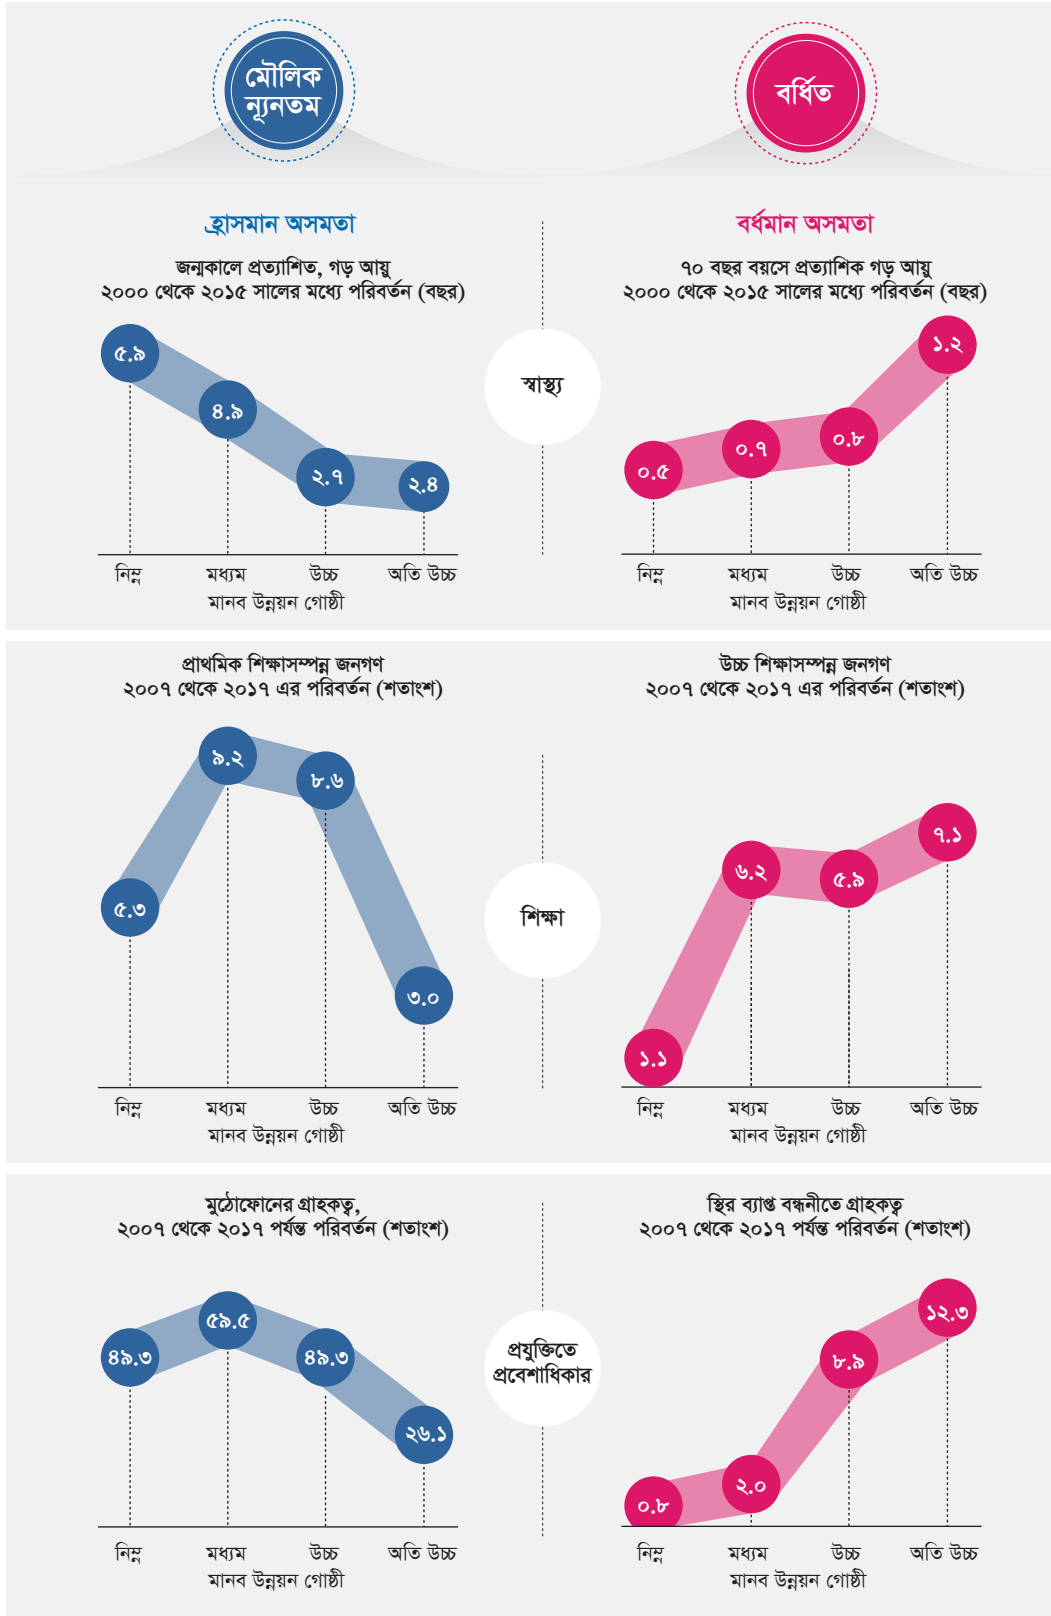 মৌলিক
ন্যূনতম
বর্ধিত
হ্রাসমান অসমতা
বর্ধমান অসমতা
জন্মকালে প্রত্যাশিত, গড় আয়ু
২০০০ থেকে ২০১৫ সালের মধ্যে পরিবর্তন (বছর)
৭০ বছর বয়সে প্রত্যাশিক গড় আয়ু
২০০০ থেকে ২০১৫ সালের মধ্যে পরিবর্তন (বছর)
৫.৯
৪.৯
২.৭
২.৪
স্বাস্থ্য
০.৫
০.৭
০.৮
১.২
নিম্ন মধ্যম উচ্চ অতি উচ্চ
মানব উন্নয়ন গোষ্ঠী
নিম্ন মধ্যম উচ্চ অতি উচ্চ
মানব উন্নয়ন গোষ্ঠী
প্রাথমিক শিক্ষাসম্পন্ন জনগণ
২০০৭ থেকে ২০১৭ এর পরিবর্তন (শতাংশ)
উচ্চ শিক্ষাসম্পন্ন জনগণ
২০০৭ থেকে ২০১৭ এর পরিবর্তন (শতাংশ)
৫.৩
৯.২
৮.৬
৩.০
শিক্ষা
১.১
৬.২
৫.৯
৭.১
নিম্ন মধ্যম উচ্চ অতি উচ্চ
মানব উন্নয়ন গোষ্ঠী
নিম্ন মধ্যম উচ্চ অতি উচ্চ
মানব উন্নয়ন গোষ্ঠী
মুঠোফোনের গ্রাহকত্ব,
২০০৭ থেকে ২০১৭ পর্যন্ত পরিবর্তন (শতাংশ)
স্থির ব্যাপ্ত বন্ধনীতে গ্রাহকত্ব
২০০৭ থেকে ২০১৭ পর্যন্ত পরিবর্তন (শতাংশ)
৪৯.৩
৫৯.৫
৪৯.৩
২৬.১
প্রযুক্তিতে
প্রবেশাধিকার
০.৮
২.০
৮.৯
১২.৩
নিম্ন মধ্যম উচ্চ অতি উচ্চ
মানব উন্নয়ন গোষ্ঠী
নিম্ন মধ্যম উচ্চ অতি উচ্চ
মানব উন্নয়ন গোষ্ঠী